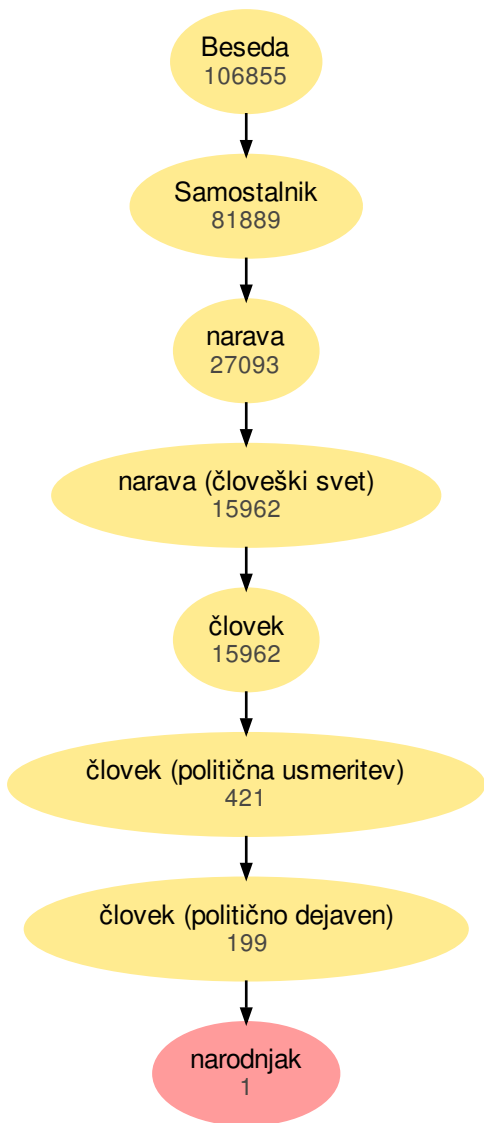 Beseda
106855
Samostalnik
81889
narava
27093
narava (človeški svet)
15962
človek
15962
človek (politična usmeritev)
421
človek (politično dejaven)
199
narodnjak
1